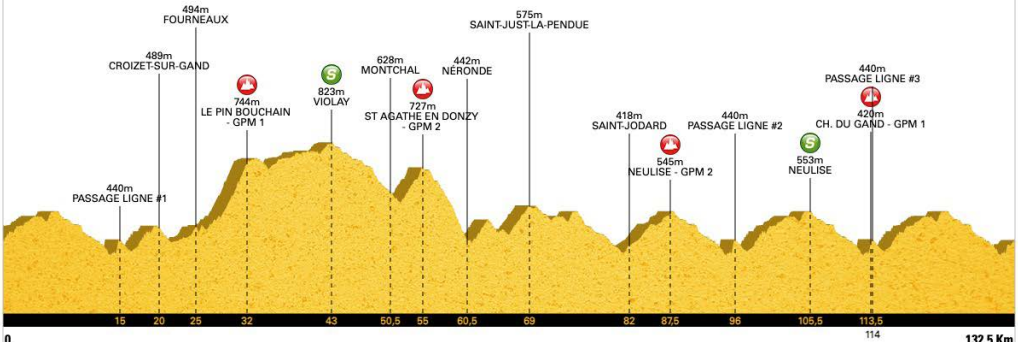 494m
FOURNEAUX
575m
SAINT-JUST-LA-PENDUE
489m
CROIZET-SUR-GAND
S
823m
VIOLAY
628m
MONTCHAL
442m
NÉRONDE
440m
PASSAGE LIGNE #3
744m
LE PIN BOUCHAIN
- GPM 1
727m
ST AGATHE EN DONZY
- GPM 2
418m
SAINT-JODARD
440m
PASSAGE LIGNE #2
420m
CH. DU GAND - GPM 1
S
553m
NEULISE
545m
NEULISE - GPM 2
440m
PASSAGE LIGNE #1
15 20 25 32 43 50,5 55 60,5 69 82 87,5 96 105,5 113,5
114
0 132,5 Km